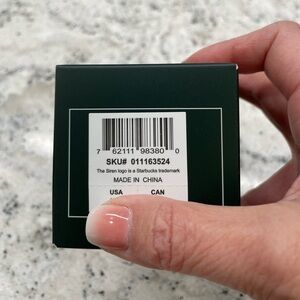 7 62111 98380 0
SKU# 011163524
The Siren logo is a Starbucks trademark
MADE IN CHINA
USA CAN